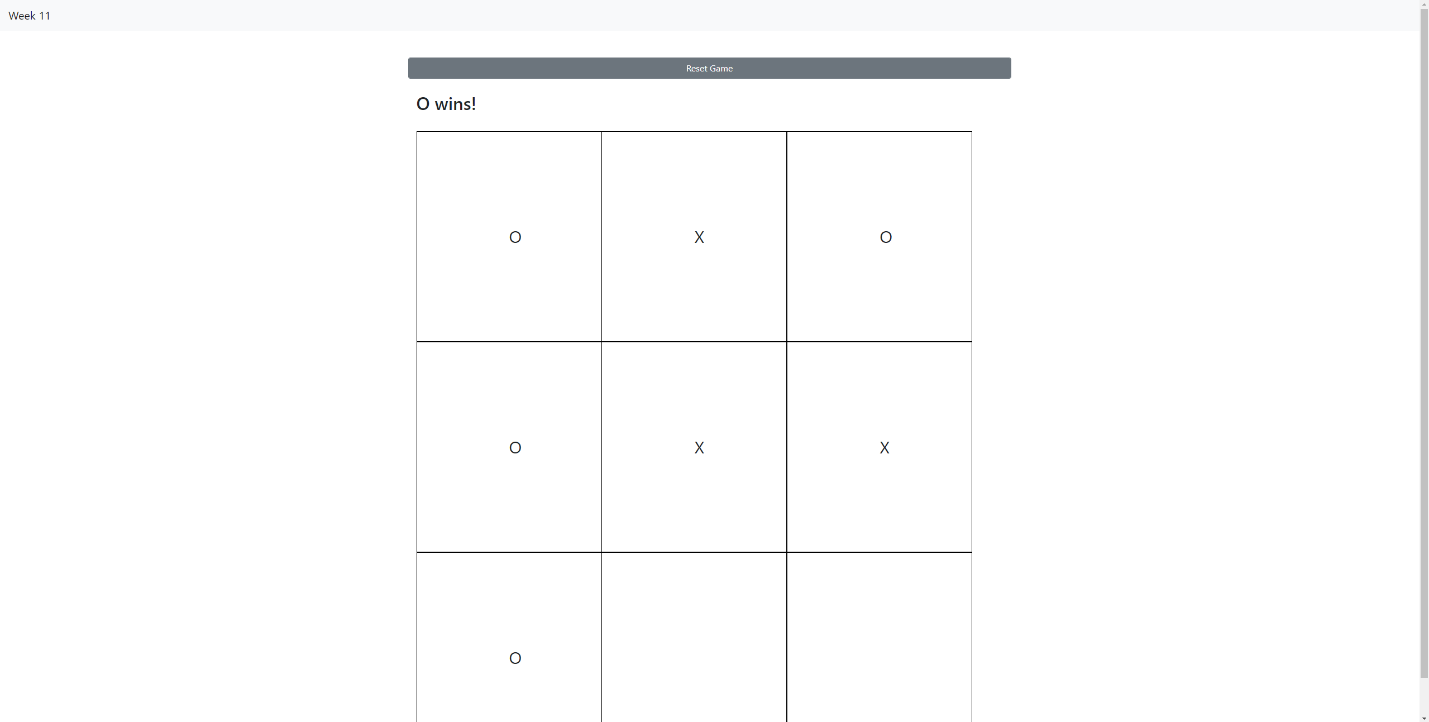 Week 11
Reset Game
O wins!
O X O
O X X
O